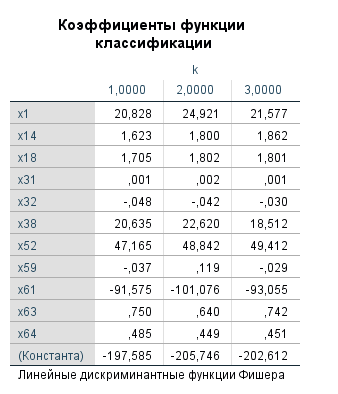 Коэффициенты функции
классификации
k
1,0000 2,0000 3,0000
x1 20,828 24,921 21,577
x14 1,623 1,800 1,862
x18 1,705 1,802 1,801
x31 ,001 ,002 ,001
x32 -,048 -,042 -,030
x38 20,635 22,620 18,512
x52 47,165 48,842 49,412
x59 -,037 ,119 -,029
x61 -91,575 -101,076 -93,055
x63 ,750 ,640 ,742
x64 ,485 ,449 ,451
(Константа) -197,585 -205,746 -202,612
Линейные дискриминантные функции Фишера